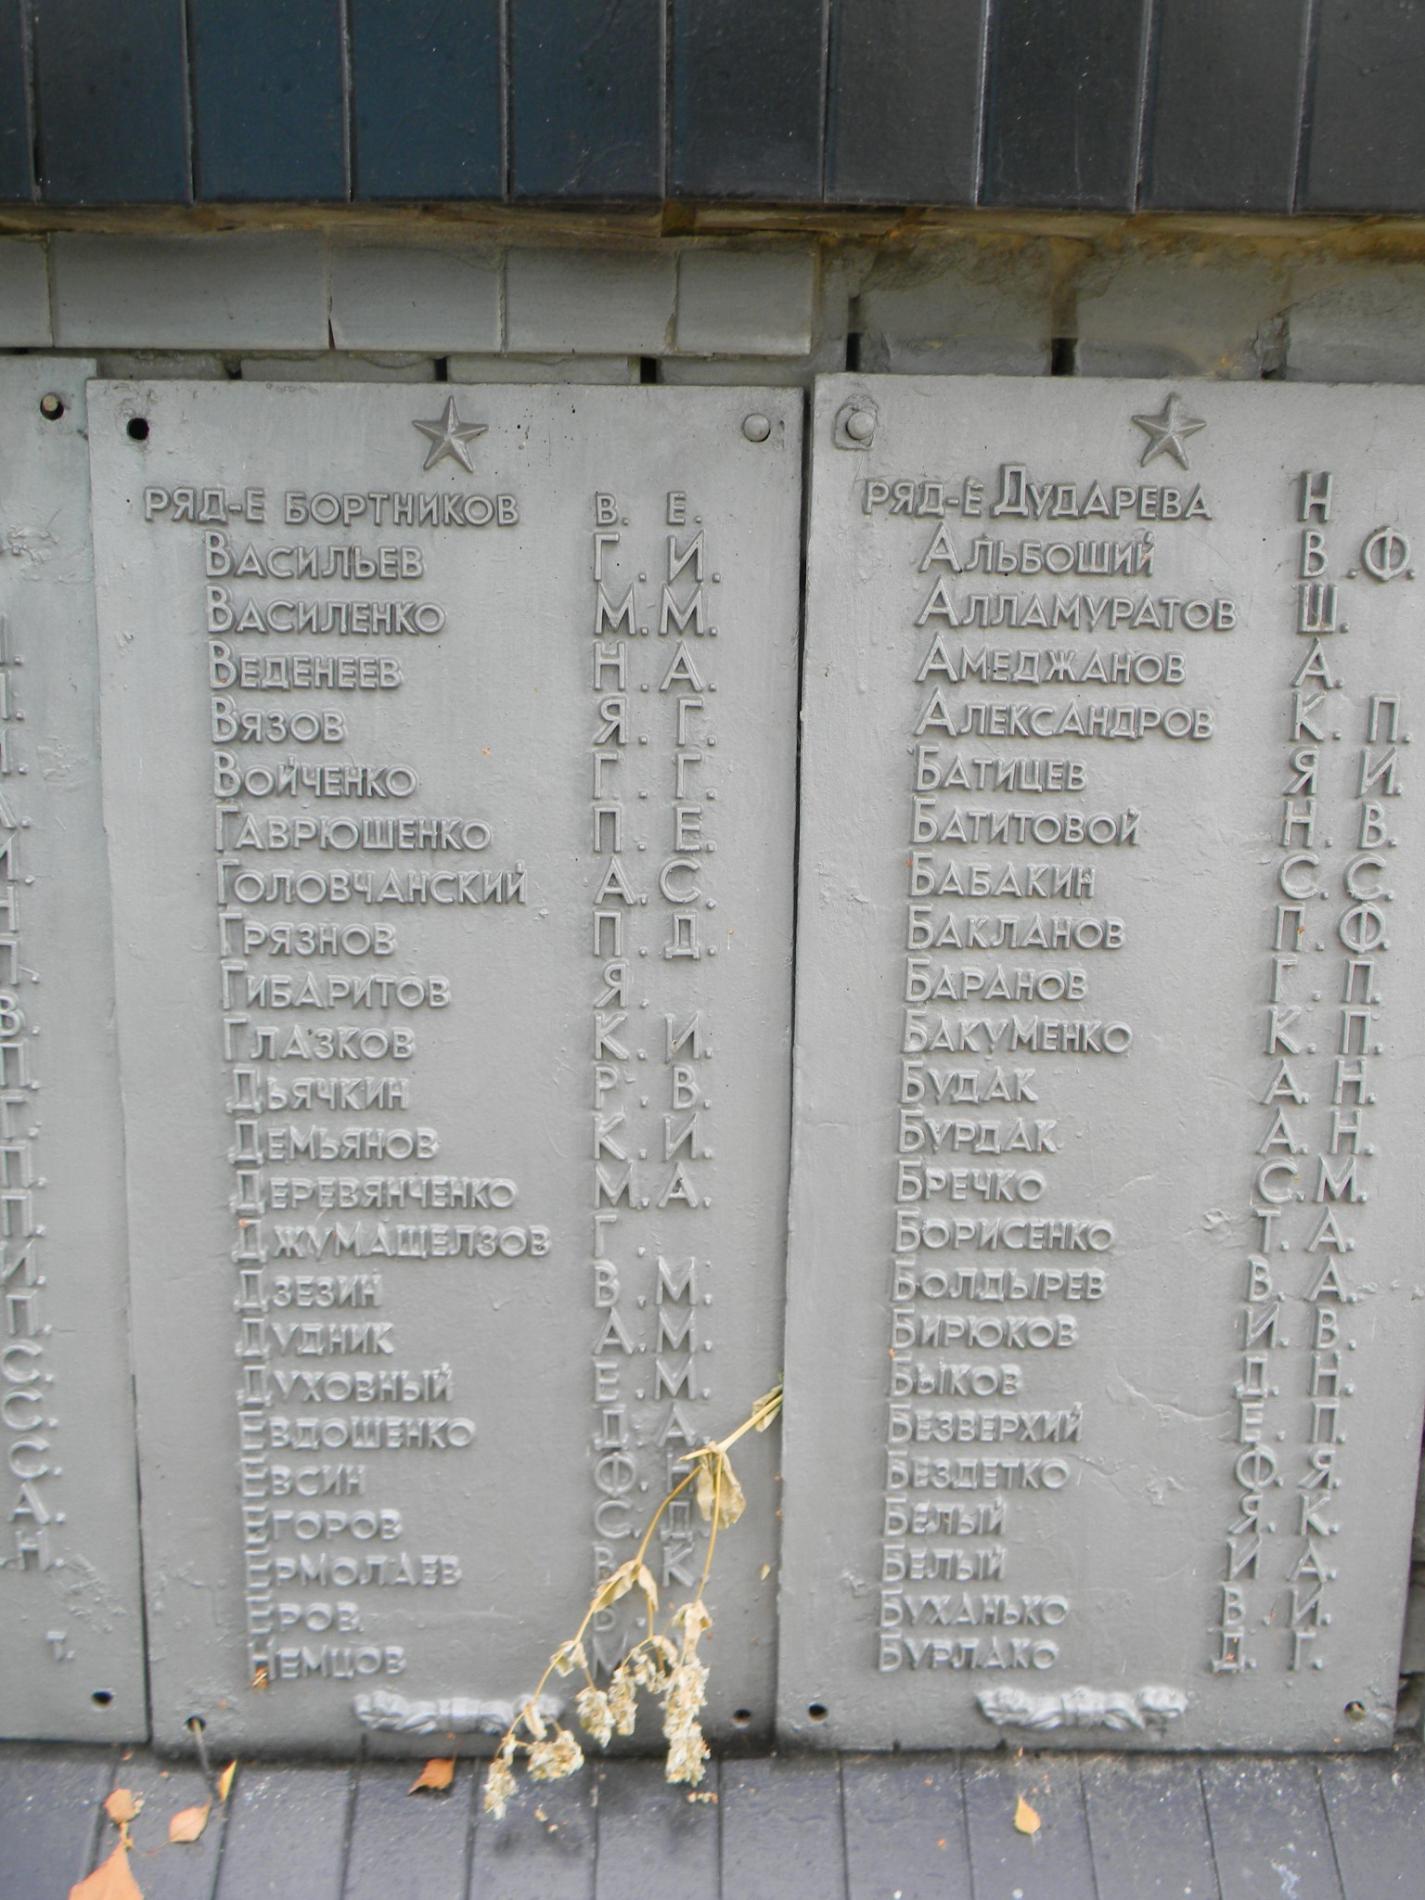 РЯД-Е БОРТНИКОВ В. Е.
ВАСИЛЬЕВ Г. И.
ВАСИЛЕНКО М. М.
ВЕДЕНЕЕВ Н. А.
ВЯЗОВ Я. Г.
ВОЙЧЕНКО Г. Г.
ГАВРЮШЕНКО П. Е.
ГОЛОВЧАНСКИЙ А. С.
ГРЯЗНОВ П. Д.
ГИБАРИТОВ Я.
ГЛАЗКОВ К. И.
ДЬЯЧКИН Р. В.
ДЕМЬЯНОВ К. И.
ДЕРЕВЯНЧЕНКО М. А.
ДЖУМАЩЕЛЗОВ Г.
ДЗЕЗИН В. М.
ДУДНИК А. М.
ДУХОВНЫЙ Е. М.
ЕВДОШЕНКО Д. А.
ЕВСИН Ф. Н
ЕГОРОВ С. Д.
ЕРМОЛАЕВ В К
ЕРОВ.
НЕМЦОВ М
РЯД-Е ДУДАРЕВА Н
АЛЬБОШИЙ В. Ф.
АЛЛАМУРАТОВ Ш.
АМЕДЖАНОВ А.
АЛЕКСАНДРОВ К. П.
БАТИЦЕВ Я. И.
БАТИТОВОЙ Н. В.
БАБАКИН С. С.
БАКЛАНОВ П. Ф.
БАРАНОВ Г. П.
БАКУМЕНКО К. П.
БУДАК А. Н.
БУРДАК А. Н.
БРЕЧКО С. М.
БОРИСЕНКО Т. А.
БОЛДЫРЕВ В. А.
БИРЮКОВ И. В.
БЫКОВ Д. Н.
БЕЗВЕРХИЙ Е. П.
БЕЗДЕТКО Ф. Я.
БЕЛЫЙ Я. К.
БЕЛЫЙ И А.
БУХАНЬКО В. И.
БУРЛАКО Д. Г.